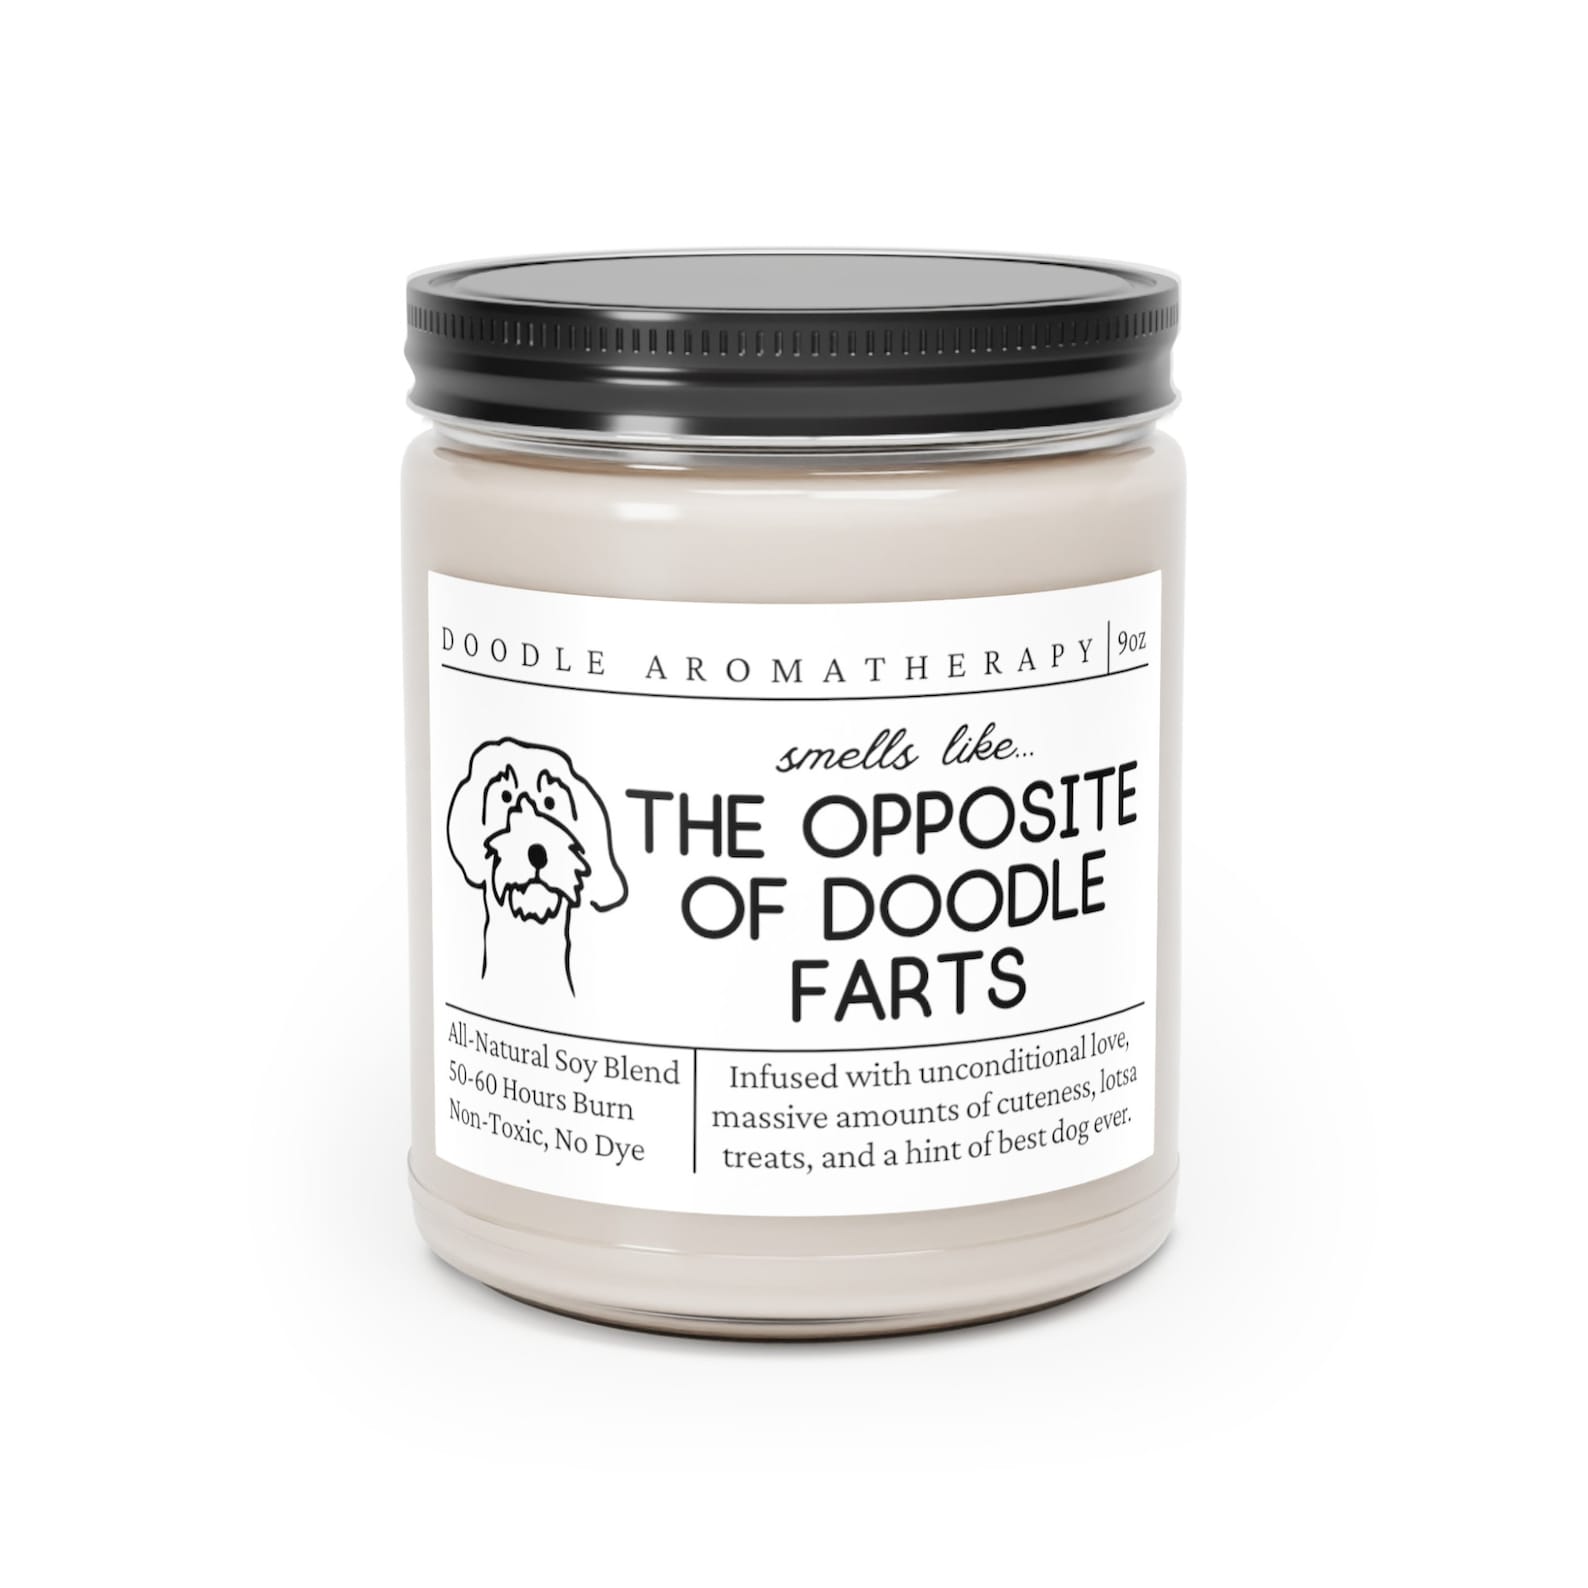 DOODLE AROMATHERAPY 9oz
smells like...
THE OPPOSITE
OF DOODLE
FARTS
All-Natural Soy Blend
50-60 Hours Burn
Non-Toxic, No Dye
Infused with unconditional love,
massive amounts of cuteness, lotsa
treats, and a hint of best dog ever.